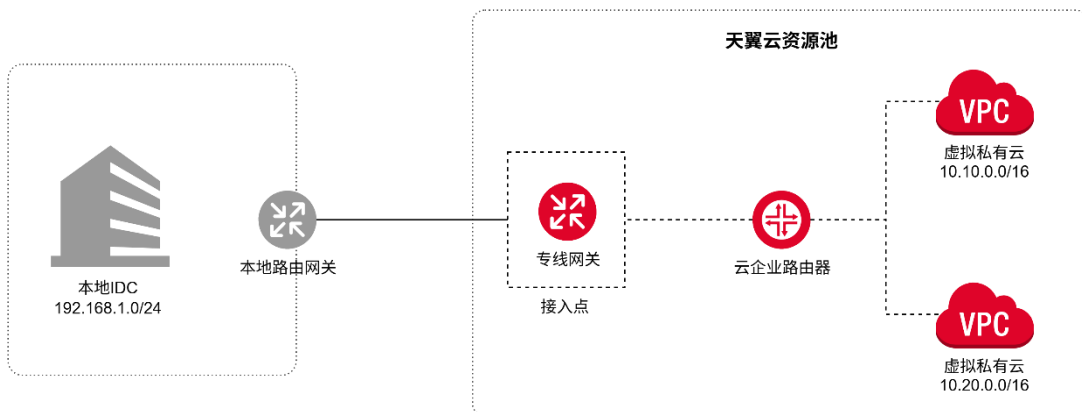 天翼云资源池
VPC
虚拟私有云
10.10.0.0/16
本地IDC
192.168.1.0/24
本地路由网关
专线网关
接入点
云企业路由器
VPC
虚拟私有云
10.20.0.0/16